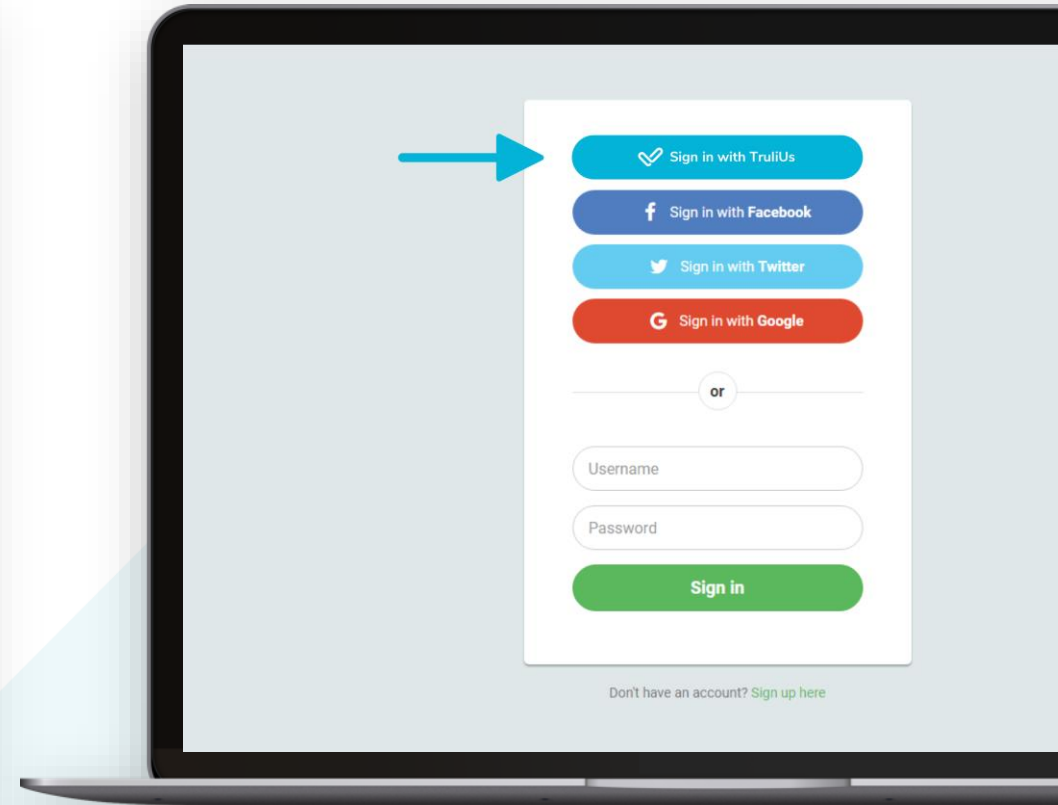 Sign in with TruliUs
Sign in with Facebook
Sign in with Twitter
Sign in with Google
or
Username
Password
Sign in
Don't have an account? Sign up here